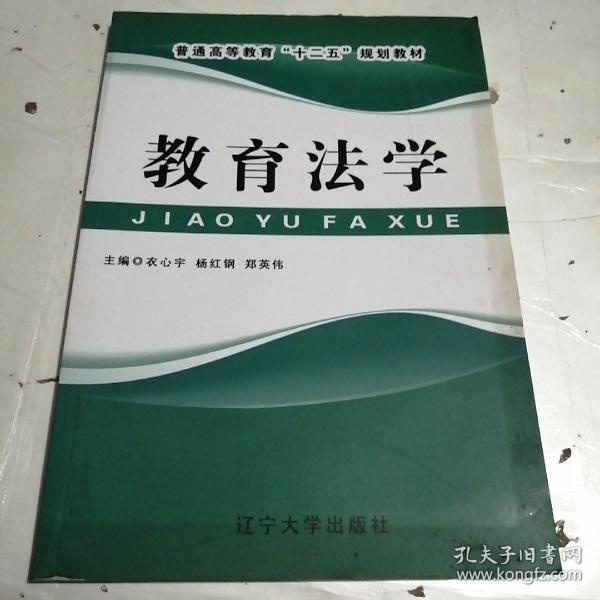 普通高等教育“十二五”规划教材
教育法学
JIAO YU FA XUE
主编◎衣心宇 杨红钢 郑英伟
辽宁大学出版社
孔夫子旧书网
www.kongfz.com